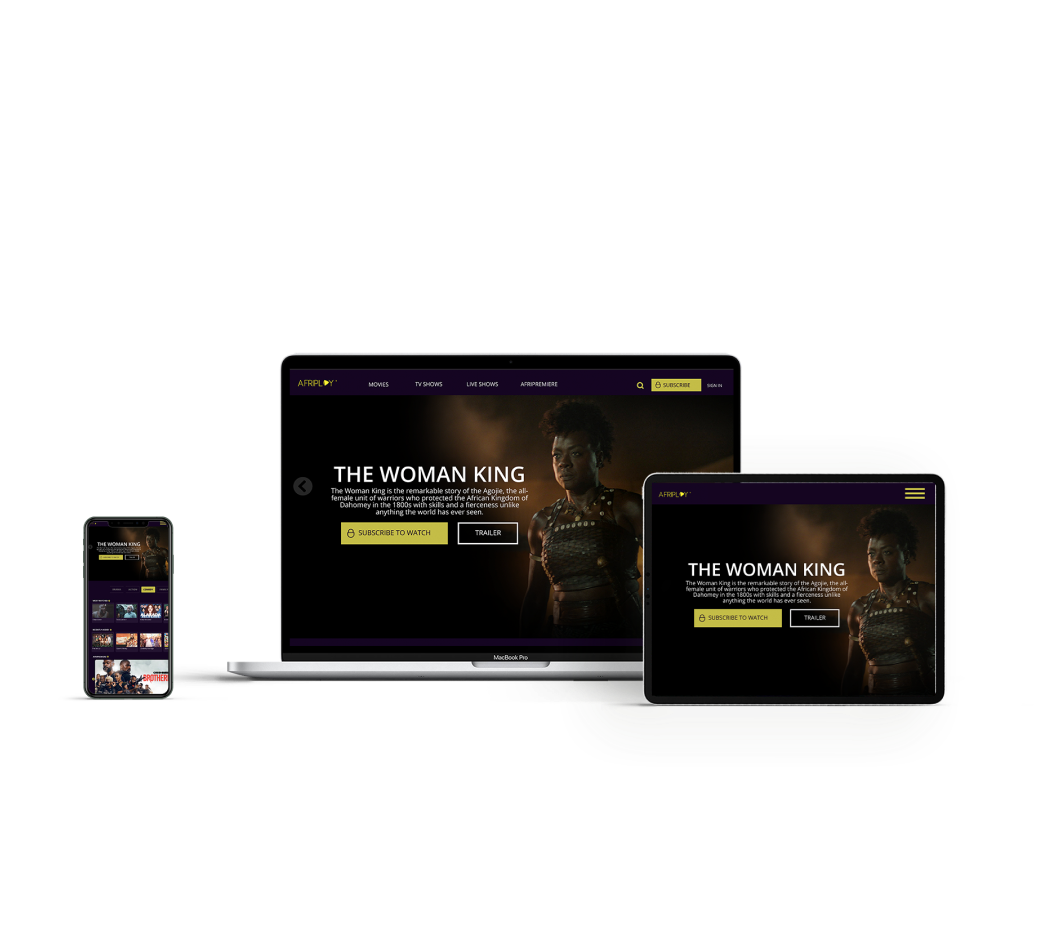 AFRIPLAY
MOVIES
TV SHOWS
LIVE SHOWS
AFRIPREMIERE
SUBSCRIBE
SIGN IN
THE WOMAN KING
The Woman King is the remarkable story of the Agojie, the all-
female unit of warriors who protected the African Kingdom of
Dahomey in the 1800s with skills and a fierceness unlike
anything the world has ever seen.
SUBSCRIBE TO WATCH
TRAILER
MacBook Pro
AFRIPLAY
THE WOMAN KING
The Woman King is the remarkable story of the Agojie, the all-
female unit of warriors who protected the African Kingdom of
Dahomey in the 1800s with skills and a fierceness unlike
anything the world has ever seen.
SUBSCRIBE TO WATCH
TRAILER
THE WOMAN KING
BROTHER